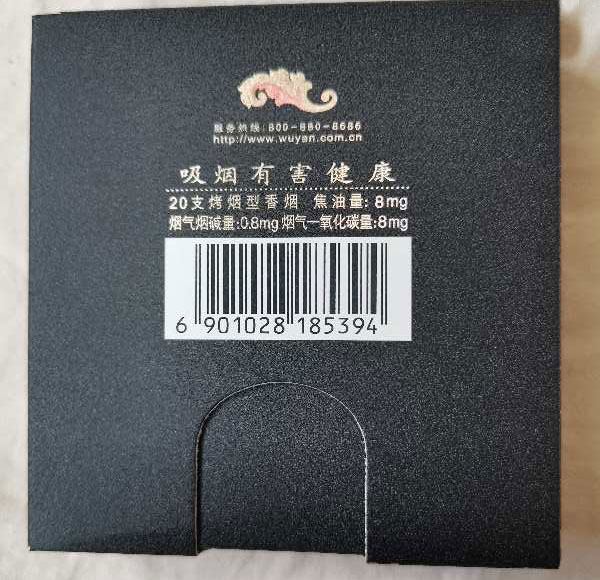 服务热线:800-880-8686
http://www.wuyan.com.cn
吸烟有害健康
20支烤烟型香烟 焦油量:8mg
烟气烟碱量:0.8mg 烟气一氧化碳量:8mg
6 901028 185394